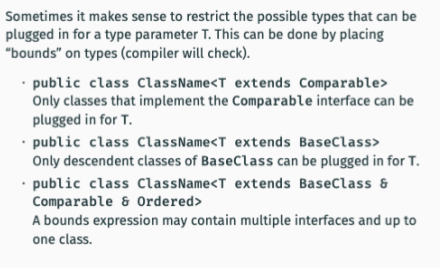 Sometimes it makes sense to restrict the possible types that can be
plugged in for a type parameter T. This can be done by placing
“bounds” on types (compiler will check).
· public class ClassName<T extends Comparable>
Only classes that implement the Comparable interface can be
plugged in for T.
· public class ClassName<T extends BaseClass>
Only descendent classes of BaseClass can be plugged in for T.
· public class ClassName<T extends BaseClass &
Comparable & Ordered>
A bounds expression may contain multiple interfaces and up to
one class.